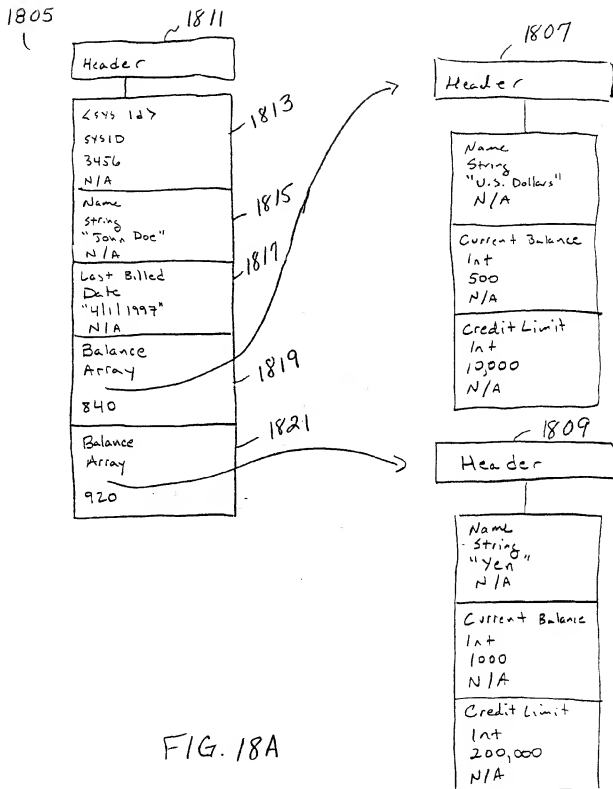 1805
1811
Header
<sys id>
SYSID
3456
N/A
1813
Name
String
"John Doe"
N/A
1815
Last Billed
Date
"4/1/1997"
N/A
1817
Balance
Array
840
1819
Balance
Array
920
1821
1807
Header
Name
String
"U.S. Dollars"
N/A
Current Balance
Int
500
N/A
Credit Limit
Int
10,000
N/A
1809
Header
Name
String
"Yen"
N/A
Current Balance
Int
1000
N/A
Credit Limit
Int
200,000
N/A
FIG. 18A